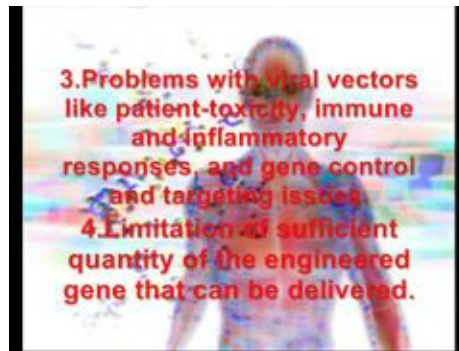 3.Problems with viral vectors
like patient-toxicity, immune
and inflammatory
responses, and gene control
and targeting issues.
4.Limitation of sufficient
quantity of the engineered
gene that can be delivered.